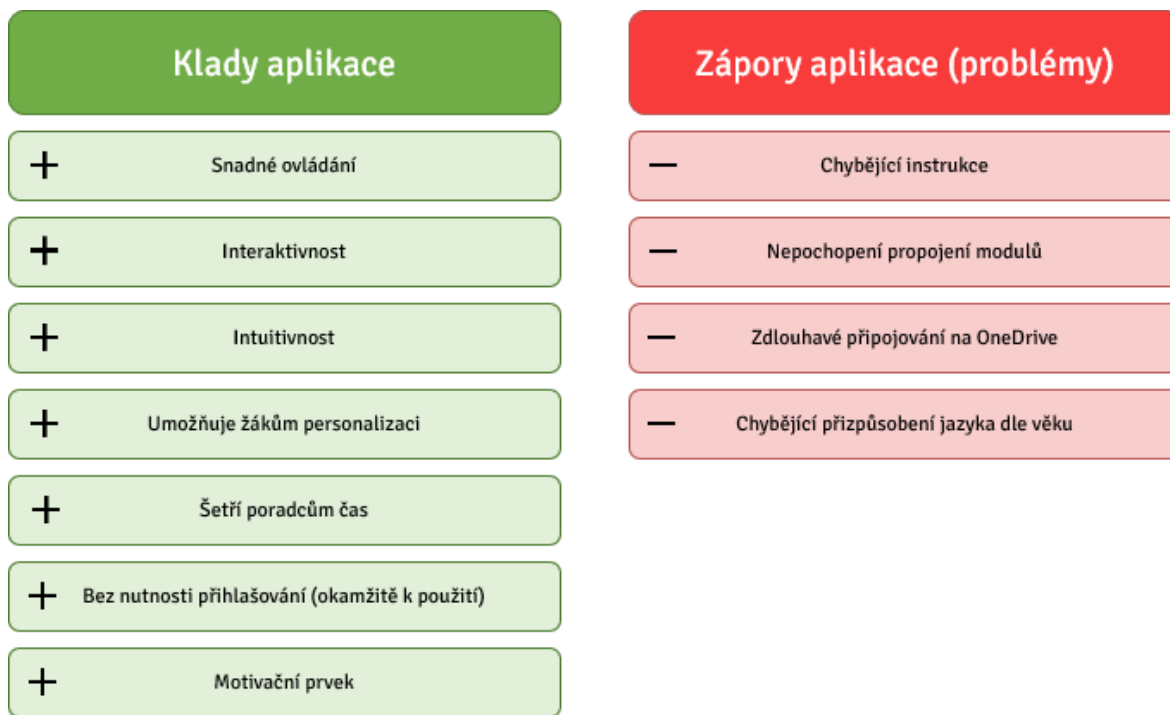 Klady aplikace
+ Snadné ovládání
+ Interaktivnost
+ Intuitivnost
+ Umožňuje žákům personalizaci
+ Šetří poradcům čas
+ Bez nutnosti přihlašování (okamžitě k použití)
+ Motivační prvek
Zápory aplikace (problémy)
— Chybějící instrukce
— Nepochopení propojení modulů
— Zdlouhavé připojování na OneDrive
— Chybějící přizpůsobení jazyka dle věku